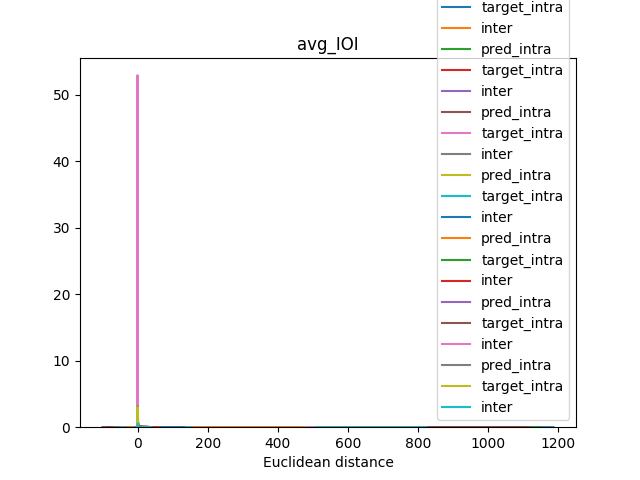 target_intra
inter
pred_intra
avg_IOI
target_intra
inter
pred_intra
target_intra
inter
pred_intra
target_intra
inter
pred_intra
target_intra
inter
pred_intra
target_intra
inter
pred_intra
target_intra
inter
50
40
30
20
10
0
0 200 400 600 800 1000 1200
Euclidean distance